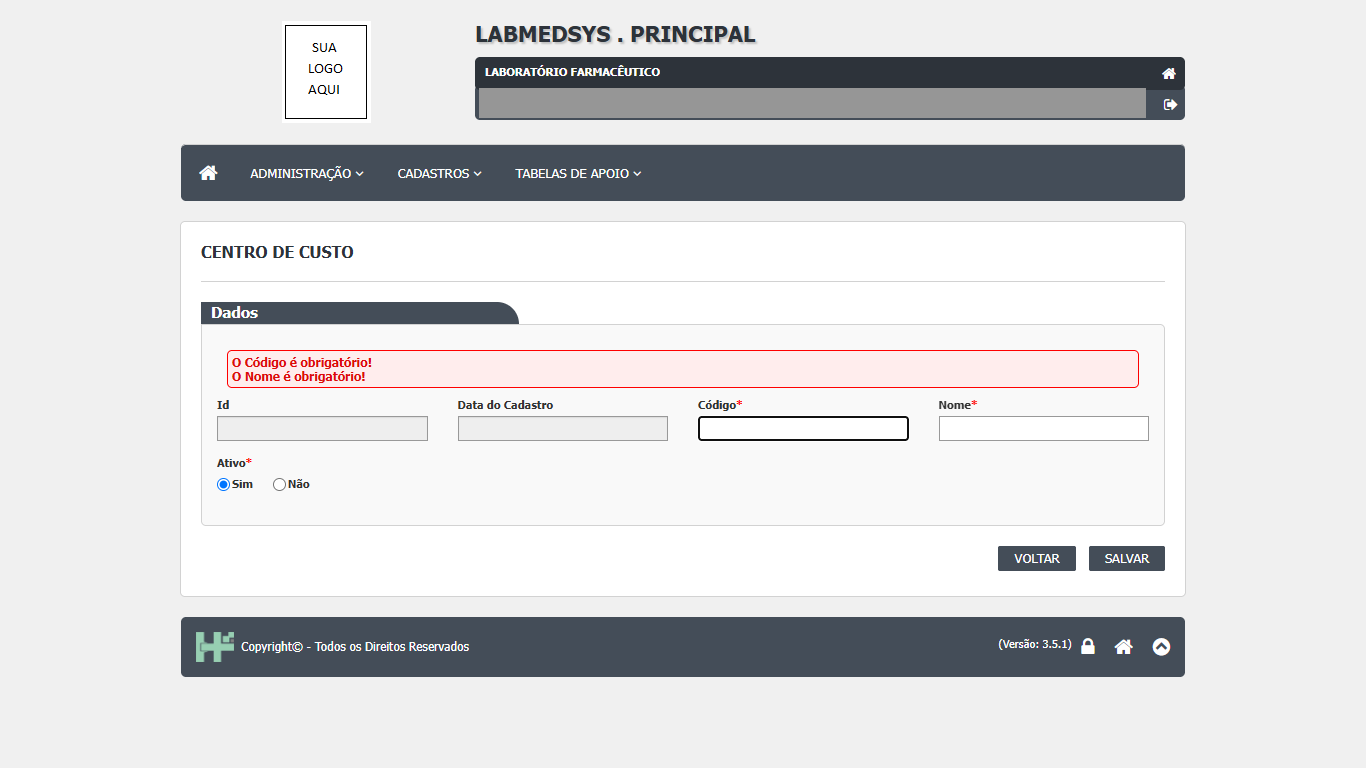 SUA
LOGO
AQUI
LABMEDSYS . PRINCIPAL
LABORATÓRIO FARMACÊUTICO
ADMINISTRAÇÃO CADASTROS TABELAS DE APOIO
CENTRO DE CUSTO
Dados
O Código é obrigatório!
O Nome é obrigatório!
Id Data do Cadastro Código* Nome*
Ativo*
Sim Não
VOLTAR SALVAR
Copyright© - Todos os Direitos Reservados (Versão: 3.5.1)